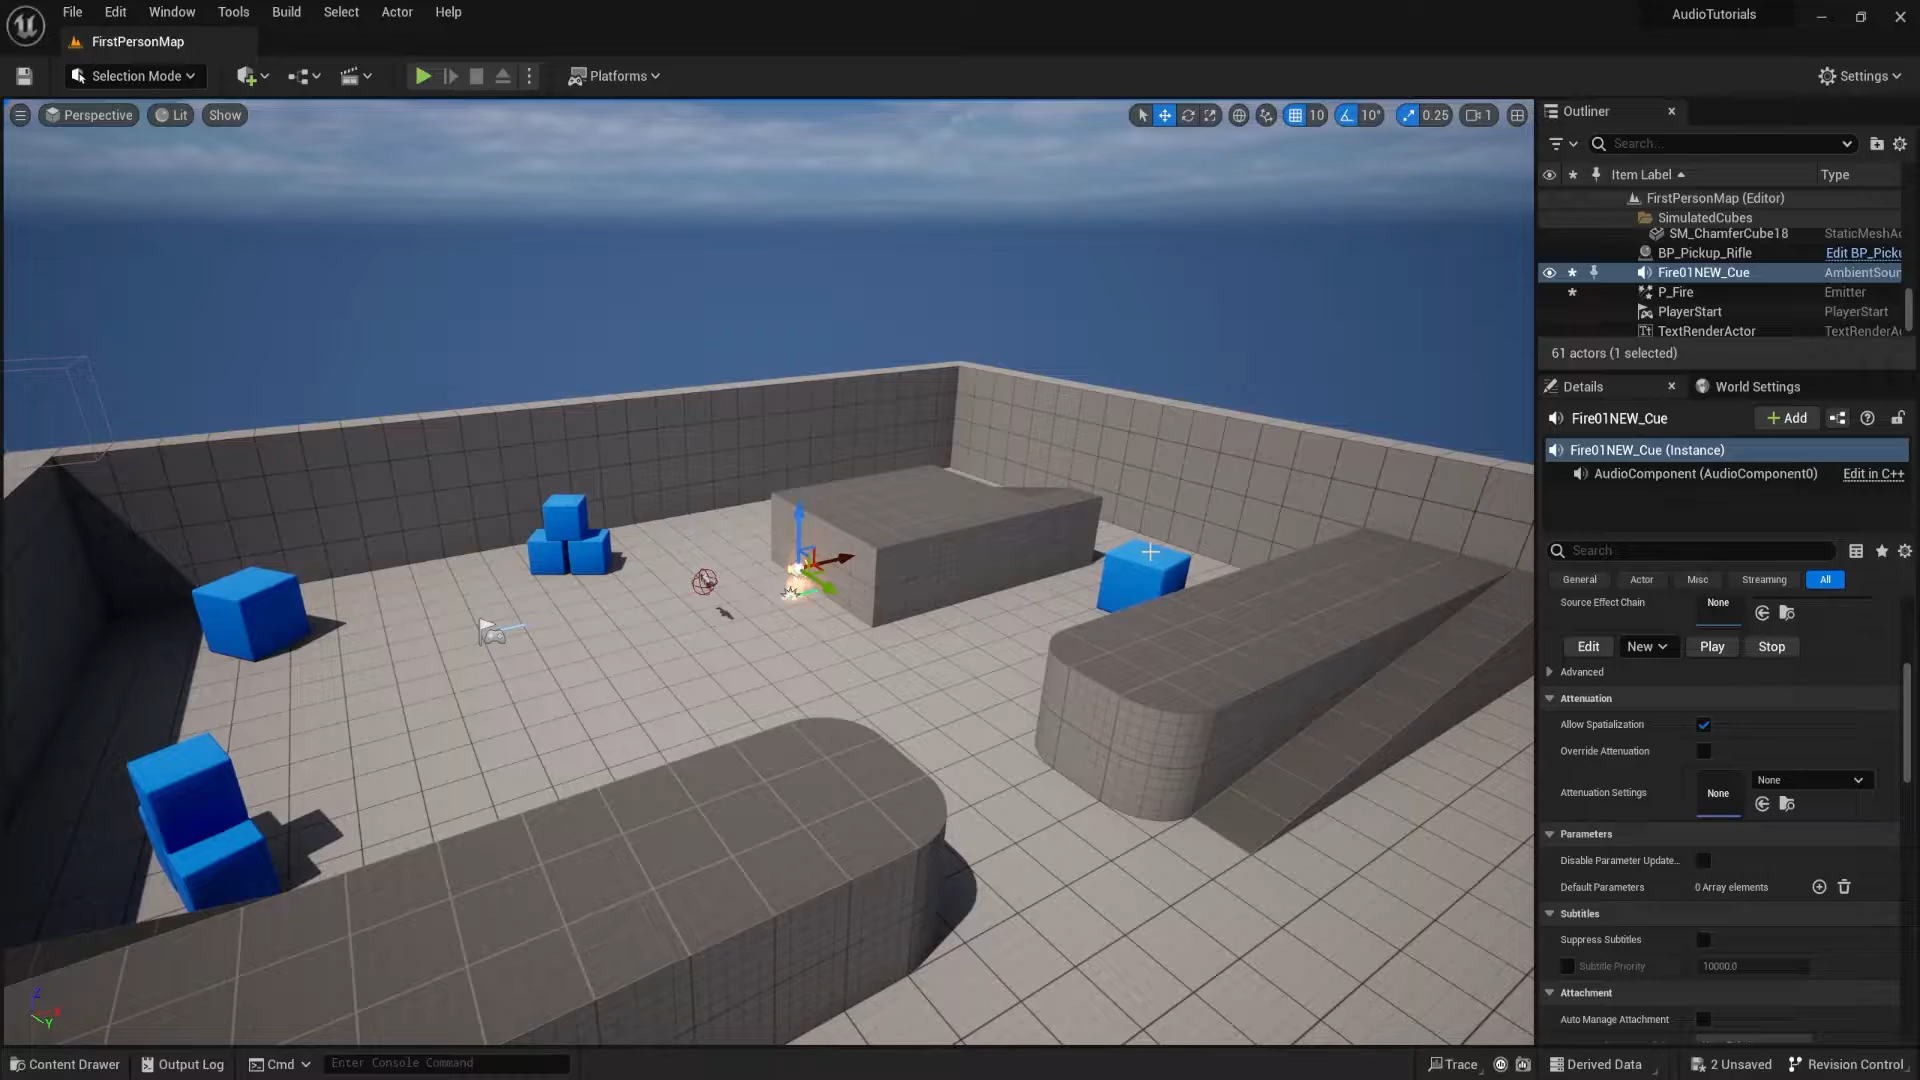 File Edit Window Tools Build Select Actor Help
AudioTutorials
FirstPersonMap
Selection Mode
Platforms
Settings
Perspective
Lit
Show
10
10°
0.25
1
Outliner
Search...
Item Label
Type
FirstPersonMap (Editor)
SimulatedCubes
SM_ChamferCube18 StaticMeshAc
BP_Pickup_Rifle Edit BP_Picku
Fire01NEW_Cue AmbientSoun
P_Fire Emitter
PlayerStart PlayerStart
TextRenderActor TextRenderAc
61 actors (1 selected)
Details
World Settings
Fire01NEW_Cue
Add
Fire01NEW_Cue (Instance)
AudioComponent (AudioComponent0) Edit in C++
Search
General Actor Misc Streaming All
Source Effect Chain None
Edit New Play Stop
Advanced
Attenuation
Allow Spatialization
Override Attenuation
None
Attenuation Settings None
Parameters
Disable Parameter Update...
Default Parameters 0 Array elements
Subtitles
Suppress Subtitles
Subtitle Priority 10000.0
Attachment
Auto Manage Attachment
Z
X
Y
Content Drawer
Output Log
Cmd
Enter Console Command
Trace
Derived Data
2 Unsaved
Revision Control